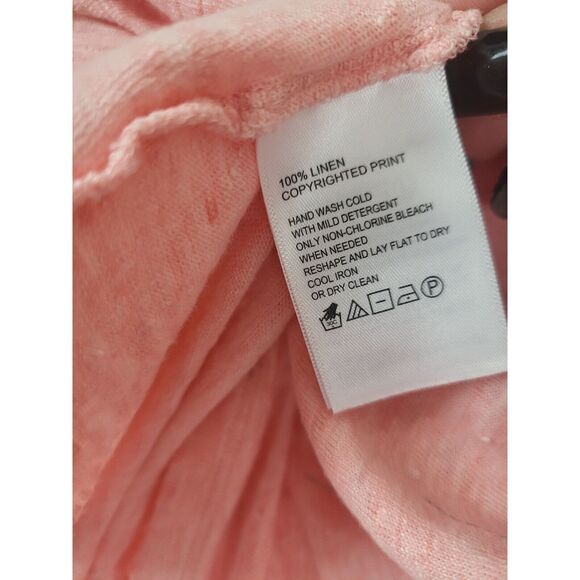 100% LINEN
COPYRIGHTED PRINT
HAND WASH COLD
WITH MILD DETERGENT
ONLY NON-CHLORINE BLEACH
WHEN NEEDED
RESHAPE AND LAY FLAT TO DRY
COOL IRON
OR DRY CLEAN
30C P